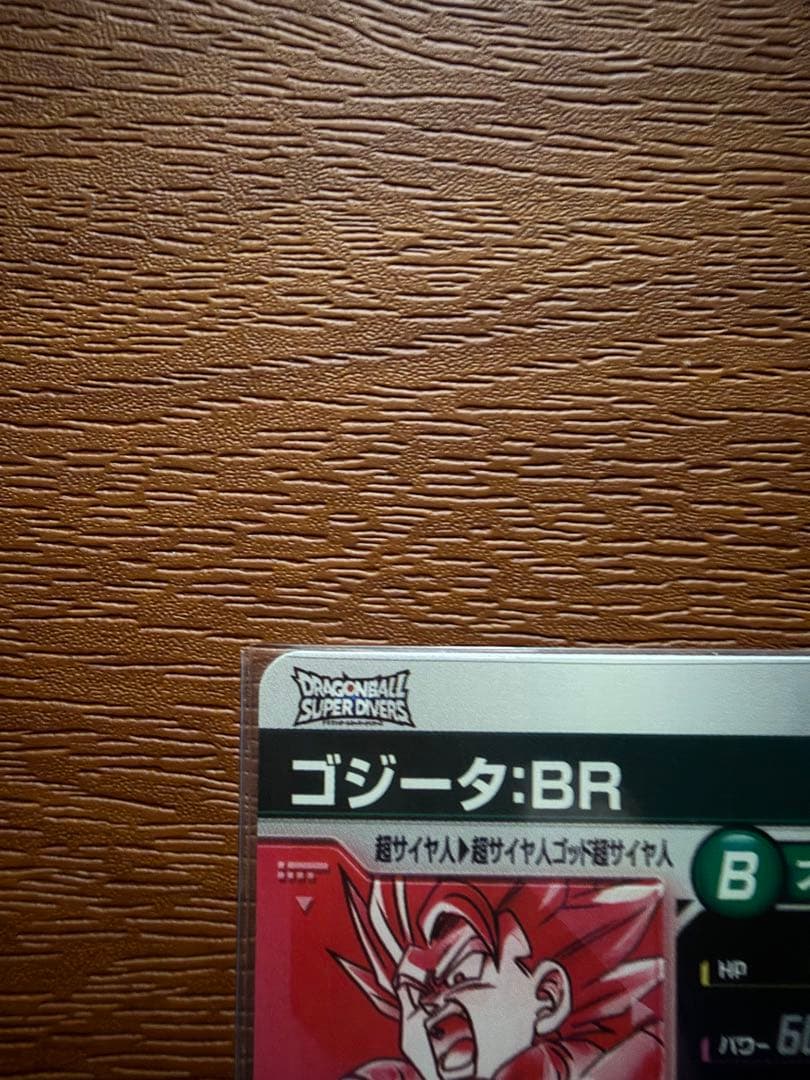 DRAGONBALL
SUPER DIVERS
ゴジータ:BR
超サイヤ人▶超サイヤ人ゴッド超サイヤ人
B
HP
パワー 60